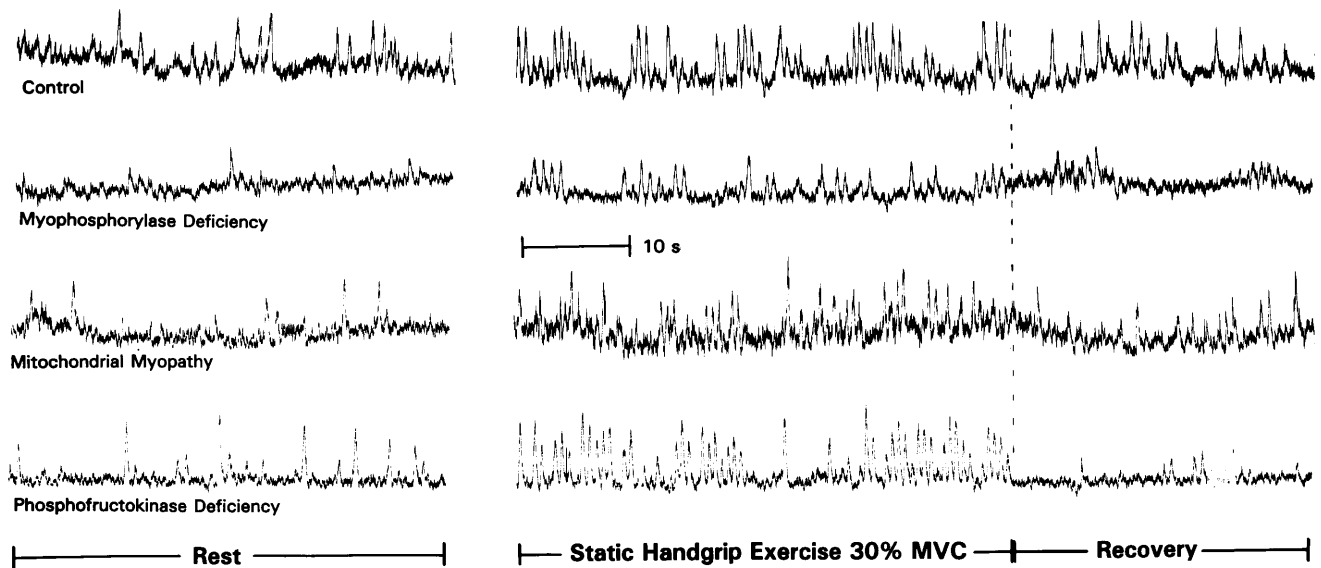 Control
Myophosphorylase Deficiency
10 s
Mitochondrial Myopathy
Phosphofructokinase Deficiency
Rest
Static Handgrip Exercise 30% MVC
Recovery